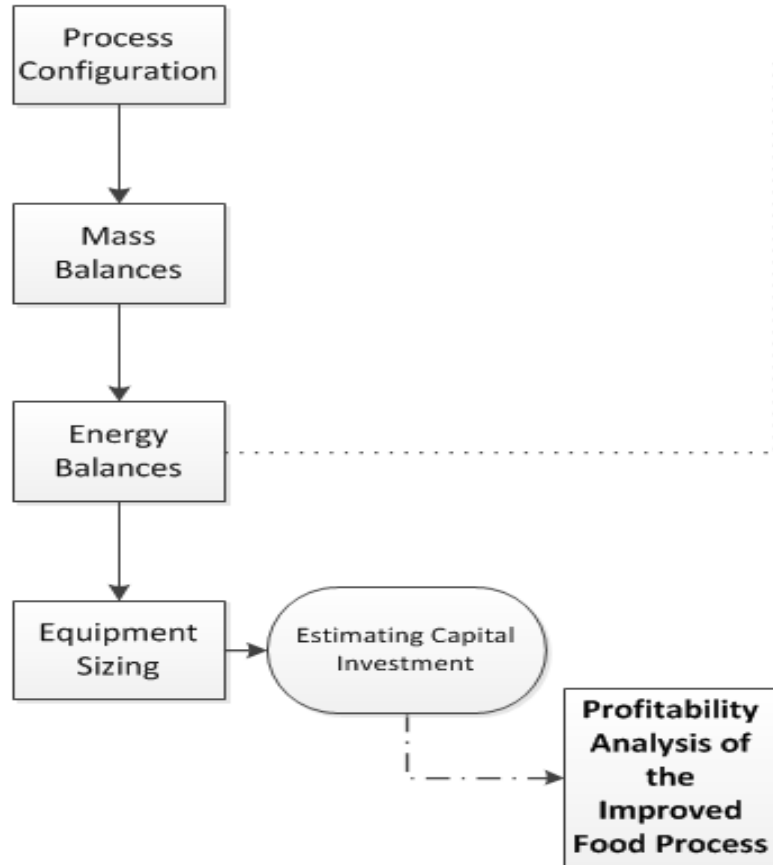 Process
Configuration
Mass
Balances
Energy
Balances
Equipment
Sizing
Estimating Capital
Investment
Profitability
Analysis of
the
Improved
Food Process